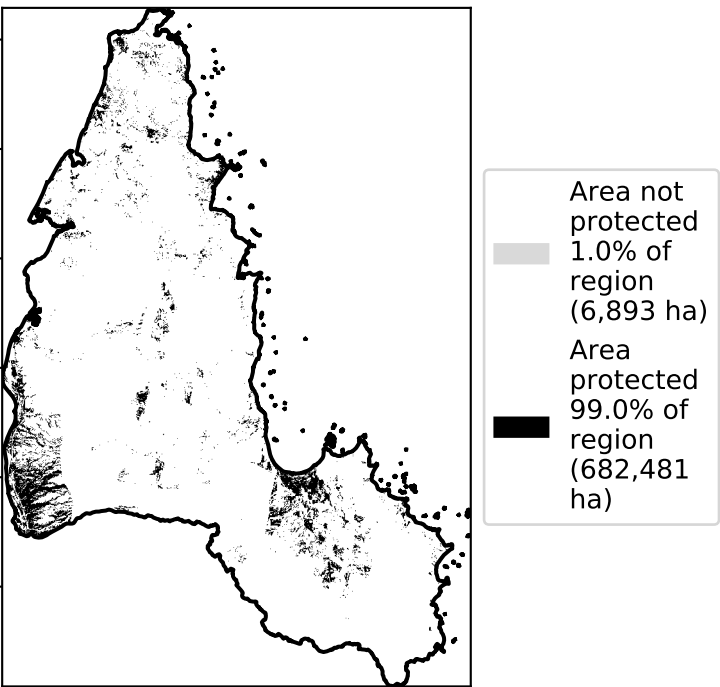 Area not
protected
1.0% of
region
(6,893 ha)
Area
protected
99.0% of
region
(682,481
ha)